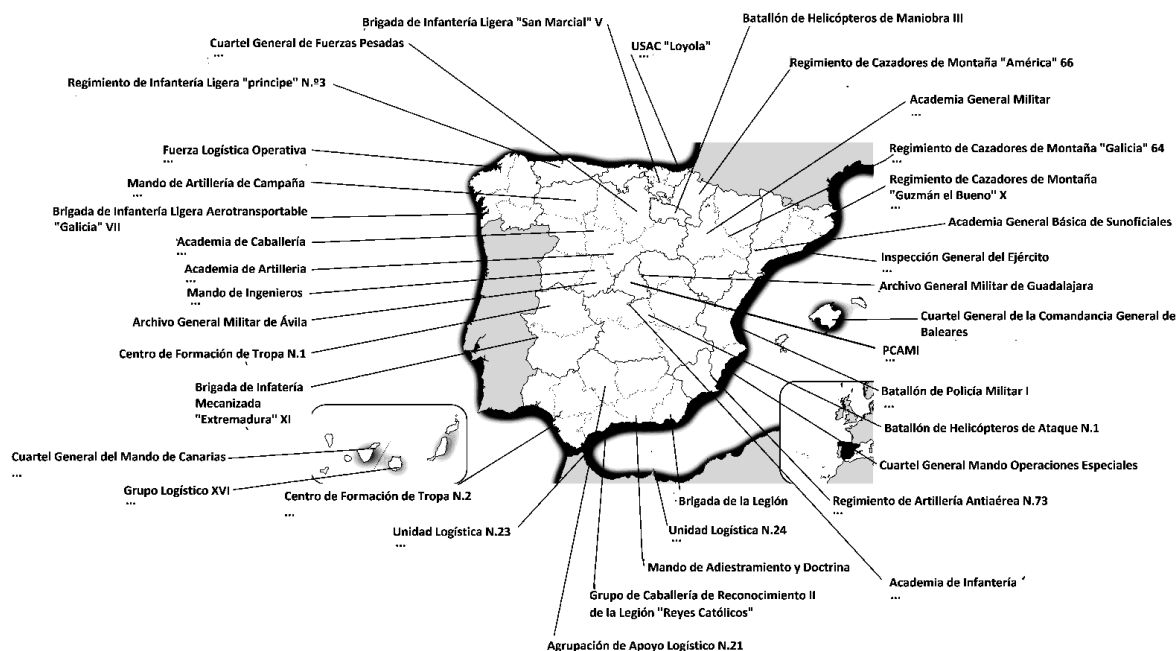 Brigada de Infantería Ligera "San Marcial" V
Batallón de Helicópteros de Maniobra III
Cuartel General de Fuerzas Pesadas
...
USAC "Loyola"
...
Regimiento de Cazadores de Montaña "América" 66
Regimiento de Infantería Ligera "principe" N.º3
Academia General Militar
...
Fuerza Logística Operativa
...
Regimiento de Cazadores de Montaña "Galicia" 64
...
Mando de Artillería de Campaña
...
Regimiento de Cazadores de Montaña
"Guzmán el Bueno" X
...
Brigada de Infantería Ligera Aerotransportable
"Galicia" VII
Academia General Básica de Sunoficiales
Academia de Caballería
...
Inspección General del Ejército
...
Academia de Artilleria
...
Archivo General Militar de Guadalajara
Mando de Ingenieros
...
Cuartel General de la Comandancia General de
Baleares
Archivo General Militar de Ávila
Centro de Formación de Tropa N.1
...
PCAMI
...
Brigada de Infatería
Mecanizada
"Extremadura" XI
Batallón de Policía Militar I
...
Batallón de Helicópteros de Ataque N.1
Cuartel General del Mando de Canarias
...
Cuartel General Mando Operaciones Especiales
Grupo Logístico XVI
...
Centro de Formación de Tropa N.2
...
Brigada de la Legión
Regimiento de Artillería Antiaérea N.73
...
Unidad Logística N.23
...
Unidad Logística N.24
...
Mando de Adiestramiento y Doctrina
Academia de Infantería
...
Grupo de Caballería de Reconocimiento II
de la Legión "Reyes Católicos"
Agrupación de Apoyo Logístico N.21